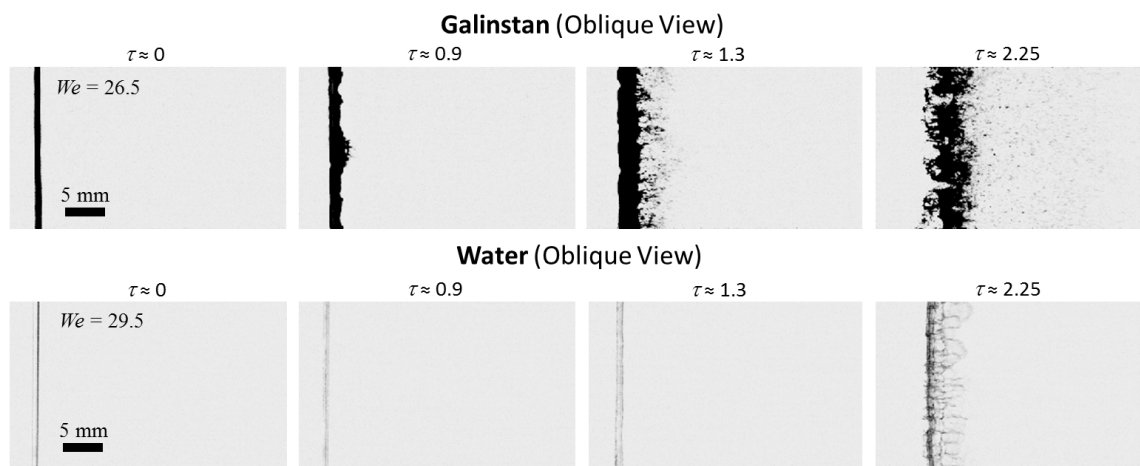 Galinstan (Oblique View)
τ ≈ 0 τ ≈ 0.9 τ ≈ 1.3 τ ≈ 2.25
We = 26.5
5 mm
Water (Oblique View)
τ ≈ 0 τ ≈ 0.9 τ ≈ 1.3 τ ≈ 2.25
We = 29.5
5 mm